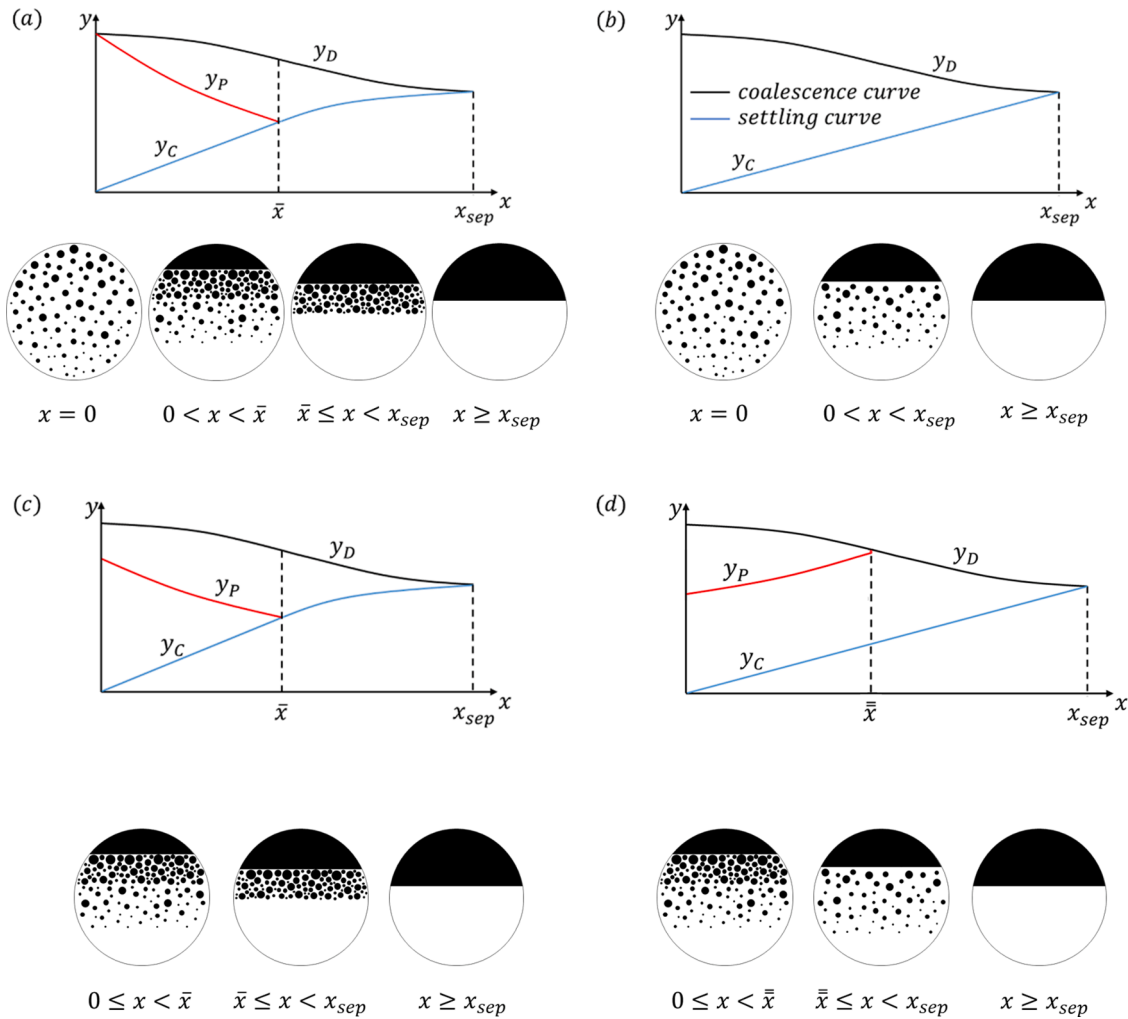 (a)
y
y_D
y_P
y_C
x̄
x_sep
x
x = 0
0 < x < x̄
x̄ ≤ x < x_sep
x ≥ x_sep
(b)
y
y_D
coalescence curve
settling curve
y_C
x_sep
x
x = 0
0 < x < x_sep
x ≥ x_sep
(c)
y
y_D
y_P
y_C
x̄
x_sep
x
0 ≤ x < x̄
x̄ ≤ x < x_sep
x ≥ x_sep
(d)
y
y_D
y_P
y_C
x̿
x_sep
x
0 ≤ x < x̿
x̿ ≤ x < x_sep
x ≥ x_sep